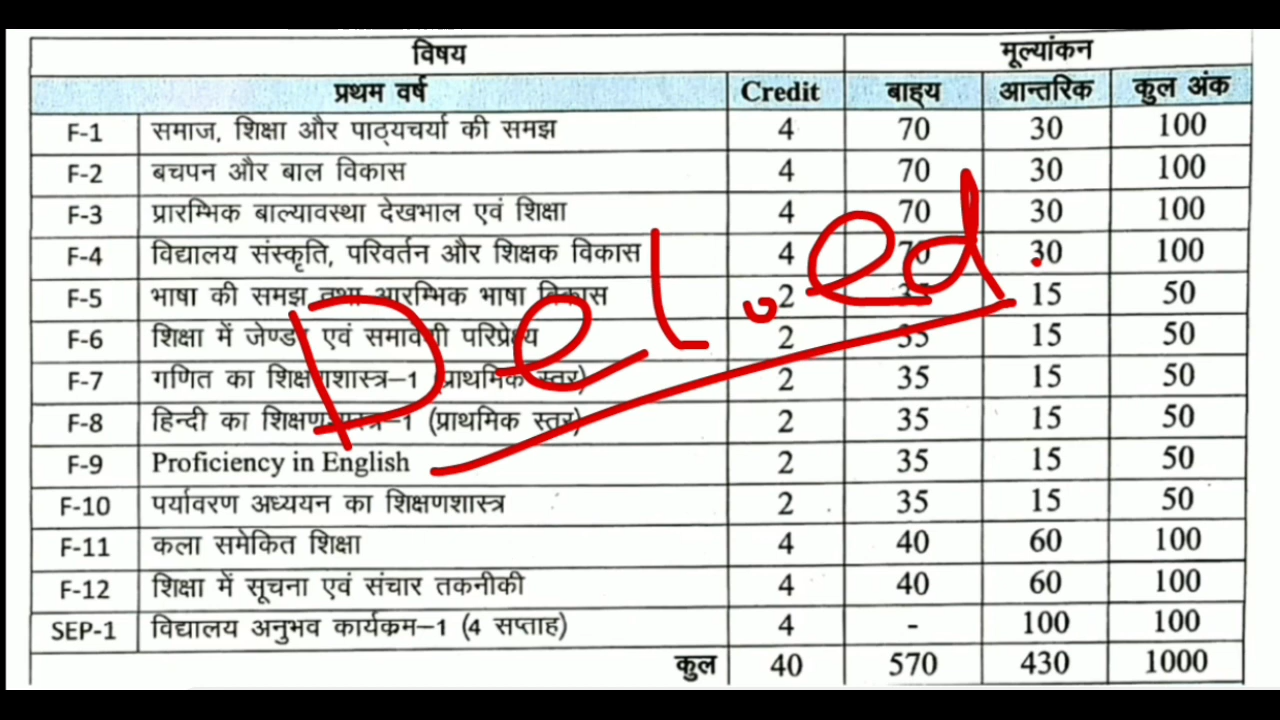 विषय मूल्यांकन
प्रथम वर्ष Credit बाह्य आन्तरिक कुल अंक
F-1 समाज, शिक्षा और पाठ्यचर्या की समझ 4 70 30 100
F-2 बचपन और बाल विकास 4 70 30 100
F-3 प्रारम्भिक बाल्यावस्था देखभाल एवं शिक्षा 4 70 30 100
F-4 विद्यालय संस्कृति, परिवर्तन और शिक्षक विकास 4 70 30 100
F-5 भाषा की समझ तथा आरम्भिक भाषा विकास 2 35 15 50
F-6 शिक्षा में जेण्डर एवं समावेशी परिप्रेक्ष्य 2 35 15 50
F-7 गणित का शिक्षणशास्त्र–1 (प्राथमिक स्तर) 2 35 15 50
F-8 हिन्दी का शिक्षणशास्त्र–1 (प्राथमिक स्तर) 2 35 15 50
F-9 Proficiency in English 2 35 15 50
F-10 पर्यावरण अध्ययन का शिक्षणशास्त्र 2 35 15 50
F-11 कला समेकित शिक्षा 4 40 60 100
F-12 शिक्षा में सूचना एवं संचार तकनीकी 4 40 60 100
SEP-1 विद्यालय अनुभव कार्यक्रम–1 (4 सप्ताह) 4 - 100 100
कुल 40 570 430 1000
Del.ed.